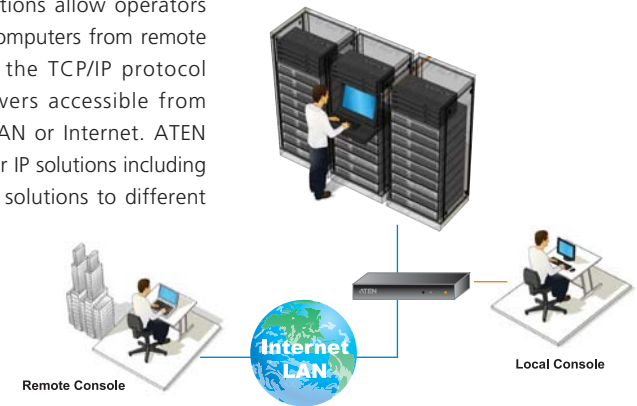 tions allow operators
omputers from remote
the TCP/IP protocol
vers accessible from
AN or Internet. ATEN
r IP solutions including
solutions to different
ATEN
Internet
LAN
Local Console
Remote Console